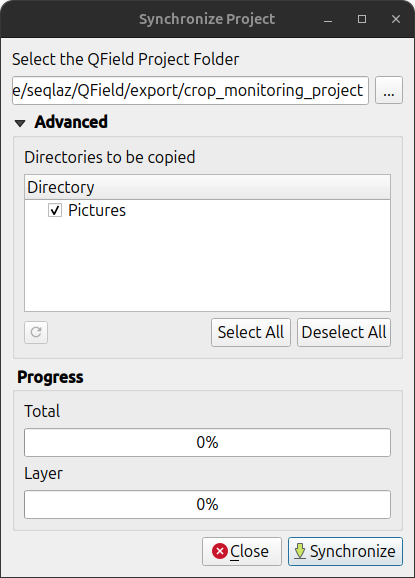 Synchronize Project
Select the QField Project Folder
e/seqlaz/QField/export/crop_monitoring_project
...
Advanced
Directories to be copied
Directory
Pictures
Select All
Deselect All
Progress
Total
0%
Layer
0%
Close
Synchronize